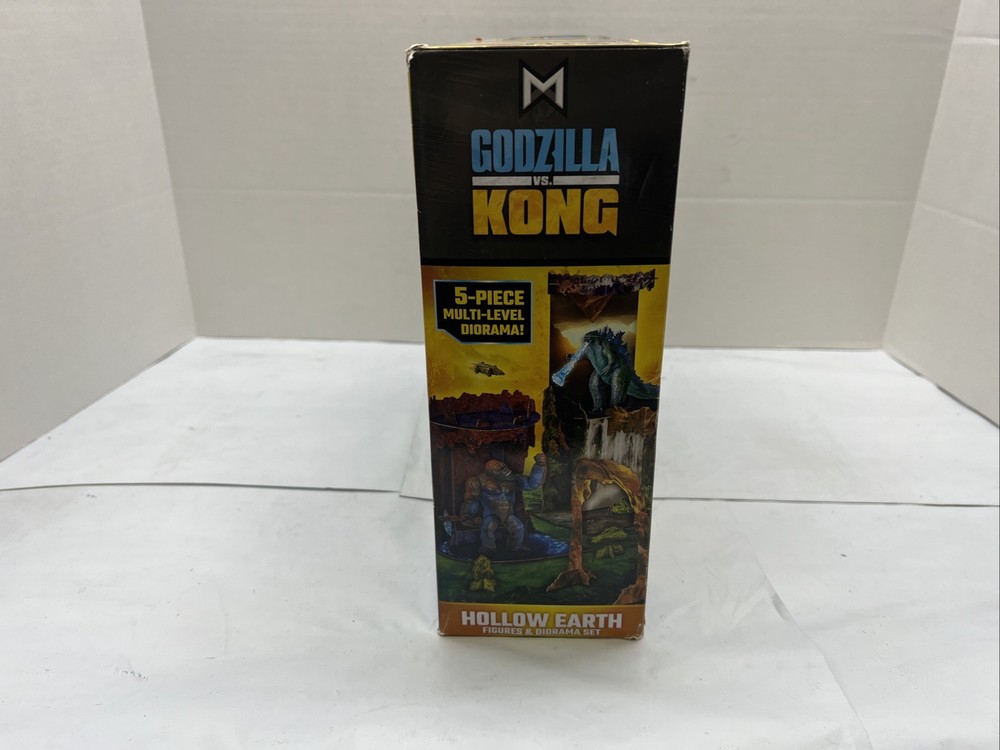 M
GODZILLA
VS.
KONG
5-PIECE
MULTI-LEVEL
DIORAMA!
HOLLOW EARTH
FIGURES & DIORAMA SET